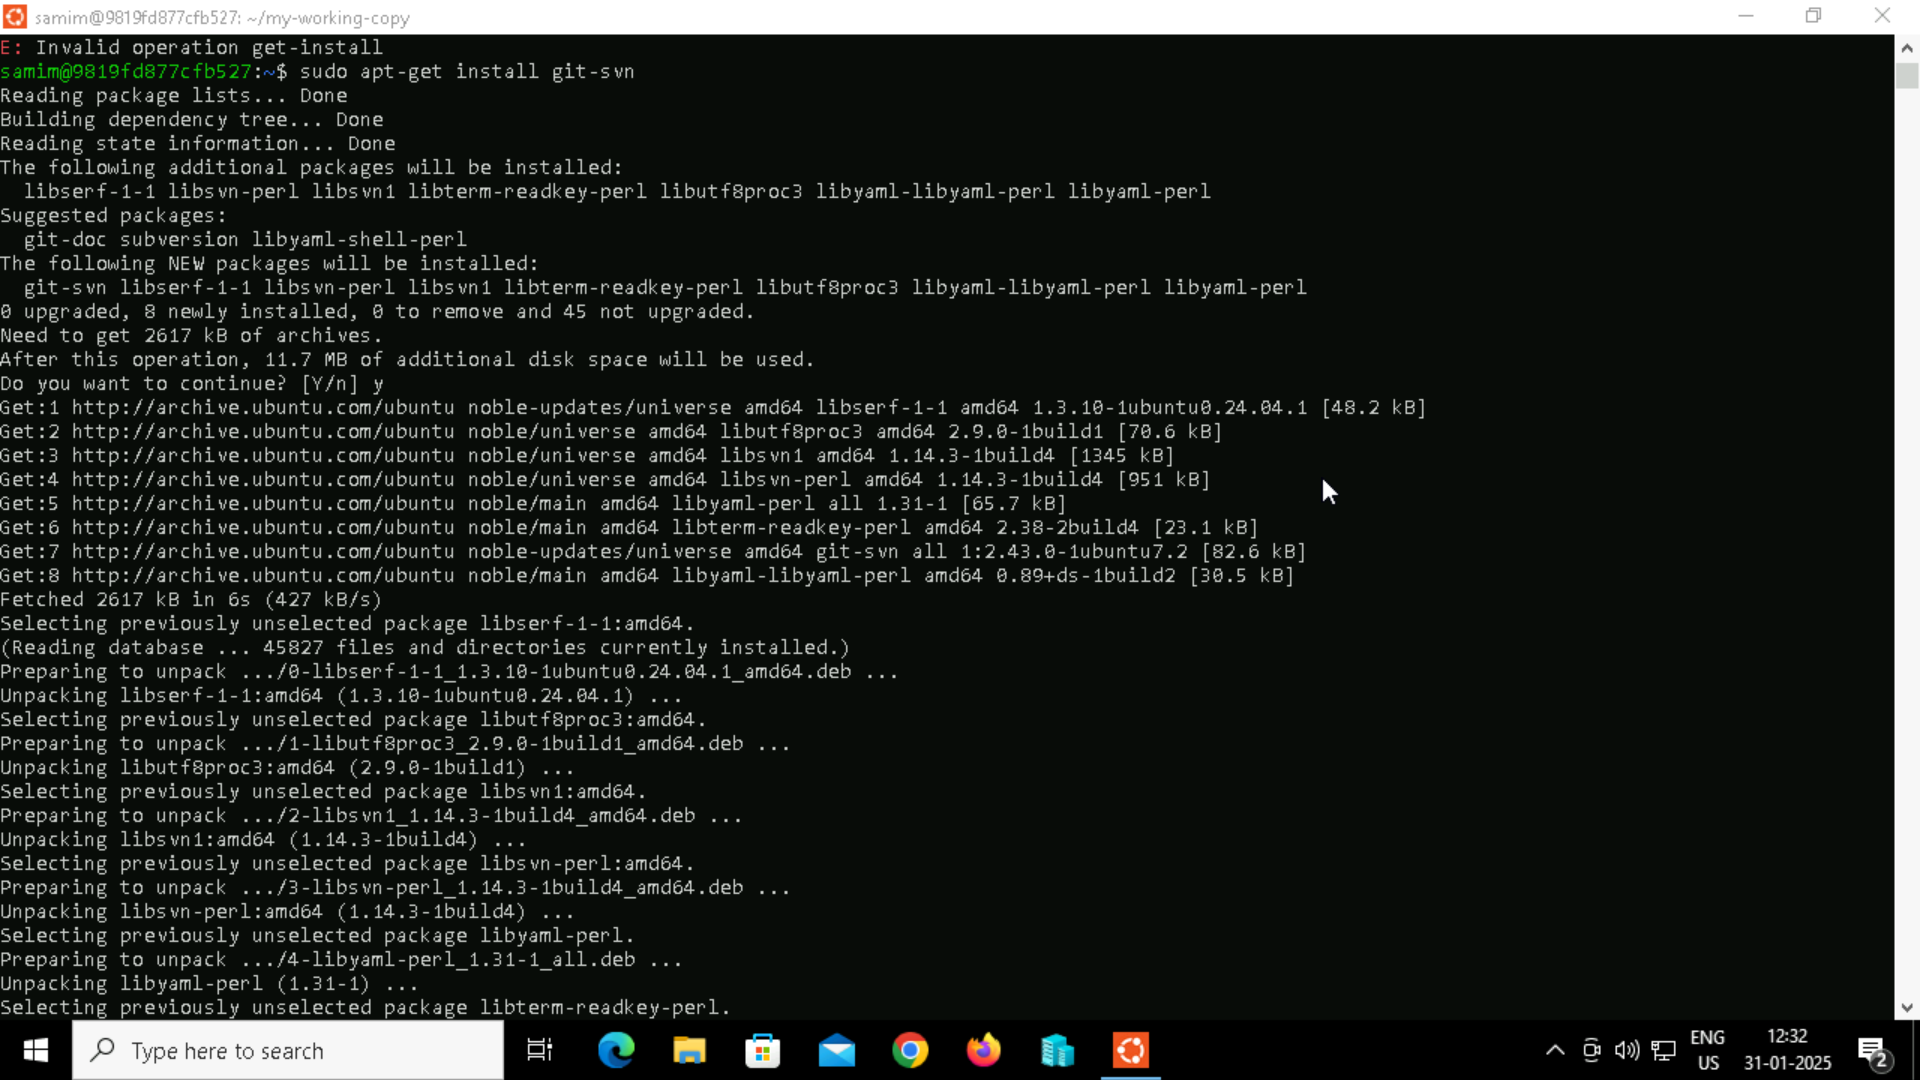 samim@9819fd877cfb527: ~/my-working-copy
E: Invalid operation get-install
samim@9819fd877cfb527:~$ sudo apt-get install git-svn
Reading package lists... Done
Building dependency tree... Done
Reading state information... Done
The following additional packages will be installed:
  libserf-1-1 libsvn-perl libsvn1 libterm-readkey-perl libutf8proc3 libyaml-libyaml-perl libyaml-perl
Suggested packages:
  git-doc subversion libyaml-shell-perl
The following NEW packages will be installed:
  git-svn libserf-1-1 libsvn-perl libsvn1 libterm-readkey-perl libutf8proc3 libyaml-libyaml-perl libyaml-perl
0 upgraded, 8 newly installed, 0 to remove and 45 not upgraded.
Need to get 2617 kB of archives.
After this operation, 11.7 MB of additional disk space will be used.
Do you want to continue? [Y/n] y
Get:1 http://archive.ubuntu.com/ubuntu noble-updates/universe amd64 libserf-1-1 amd64 1.3.10-1ubuntu0.24.04.1 [48.2 kB]
Get:2 http://archive.ubuntu.com/ubuntu noble/universe amd64 libutf8proc3 amd64 2.9.0-1build1 [70.6 kB]
Get:3 http://archive.ubuntu.com/ubuntu noble/universe amd64 libsvn1 amd64 1.14.3-1build4 [1345 kB]
Get:4 http://archive.ubuntu.com/ubuntu noble/universe amd64 libsvn-perl amd64 1.14.3-1build4 [951 kB]
Get:5 http://archive.ubuntu.com/ubuntu noble/main amd64 libyaml-perl all 1.31-1 [65.7 kB]
Get:6 http://archive.ubuntu.com/ubuntu noble/main amd64 libterm-readkey-perl amd64 2.38-2build4 [23.1 kB]
Get:7 http://archive.ubuntu.com/ubuntu noble-updates/universe amd64 git-svn all 1:2.43.0-1ubuntu7.2 [82.6 kB]
Get:8 http://archive.ubuntu.com/ubuntu noble/main amd64 libyaml-libyaml-perl amd64 0.89+ds-1build2 [30.5 kB]
Fetched 2617 kB in 6s (427 kB/s)
Selecting previously unselected package libserf-1-1:amd64.
(Reading database ... 45827 files and directories currently installed.)
Preparing to unpack .../0-libserf-1-1_1.3.10-1ubuntu0.24.04.1_amd64.deb ...
Unpacking libserf-1-1:amd64 (1.3.10-1ubuntu0.24.04.1) ...
Selecting previously unselected package libutf8proc3:amd64.
Preparing to unpack .../1-libutf8proc3_2.9.0-1build1_amd64.deb ...
Unpacking libutf8proc3:amd64 (2.9.0-1build1) ...
Selecting previously unselected package libsvn1:amd64.
Preparing to unpack .../2-libsvn1_1.14.3-1build4_amd64.deb ...
Unpacking libsvn1:amd64 (1.14.3-1build4) ...
Selecting previously unselected package libsvn-perl:amd64.
Preparing to unpack .../3-libsvn-perl_1.14.3-1build4_amd64.deb ...
Unpacking libsvn-perl:amd64 (1.14.3-1build4) ...
Selecting previously unselected package libyaml-perl.
Preparing to unpack .../4-libyaml-perl_1.31-1_all.deb ...
Unpacking libyaml-perl (1.31-1) ...
Selecting previously unselected package libterm-readkey-perl.
Type here to search
ENG
US
12:32
31-01-2025
2